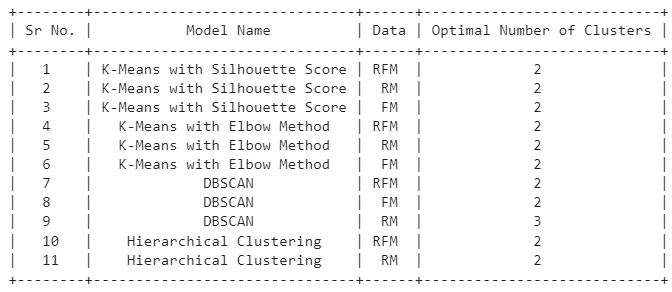 +--------+--------------------------------+------+----------------------------+
| Sr No. |           Model Name           | Data | Optimal Number of Clusters |
+--------+--------------------------------+------+----------------------------+
|   1    | K-Means with Silhouette Score  | RFM  |             2              |
|   2    | K-Means with Silhouette Score  |  RM  |             2              |
|   3    | K-Means with Silhouette Score  |  FM  |             2              |
|   4    |   K-Means with Elbow Method    | RFM  |             2              |
|   5    |   K-Means with Elbow Method    |  RM  |             2              |
|   6    |   K-Means with Elbow Method    |  FM  |             2              |
|   7    |             DBSCAN             | RFM  |             2              |
|   8    |             DBSCAN             |  FM  |             2              |
|   9    |             DBSCAN             |  RM  |             3              |
|   10   |    Hierarchical Clustering     | RFM  |             2              |
|   11   |    Hierarchical Clustering     |  RM  |             2              |
+--------+--------------------------------+------+----------------------------+